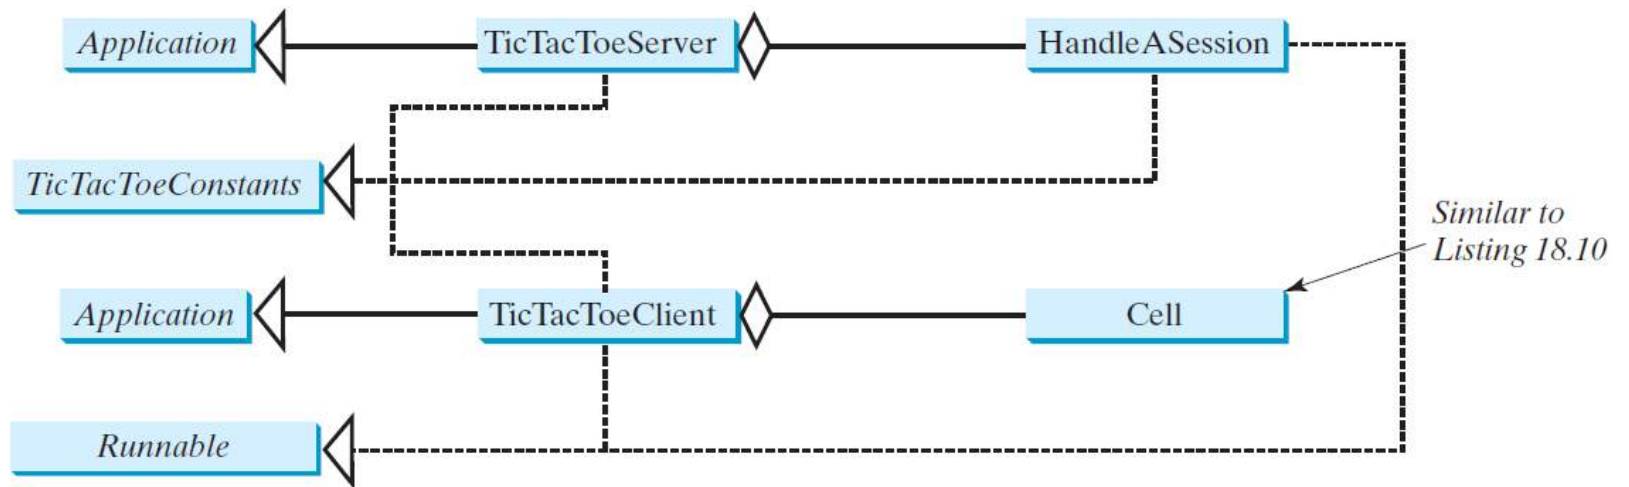 Application
TicTacToeServer
HandleASession
TicTacToeConstants
Similar to
Listing 18.10
Application
TicTacToeClient
Cell
Runnable